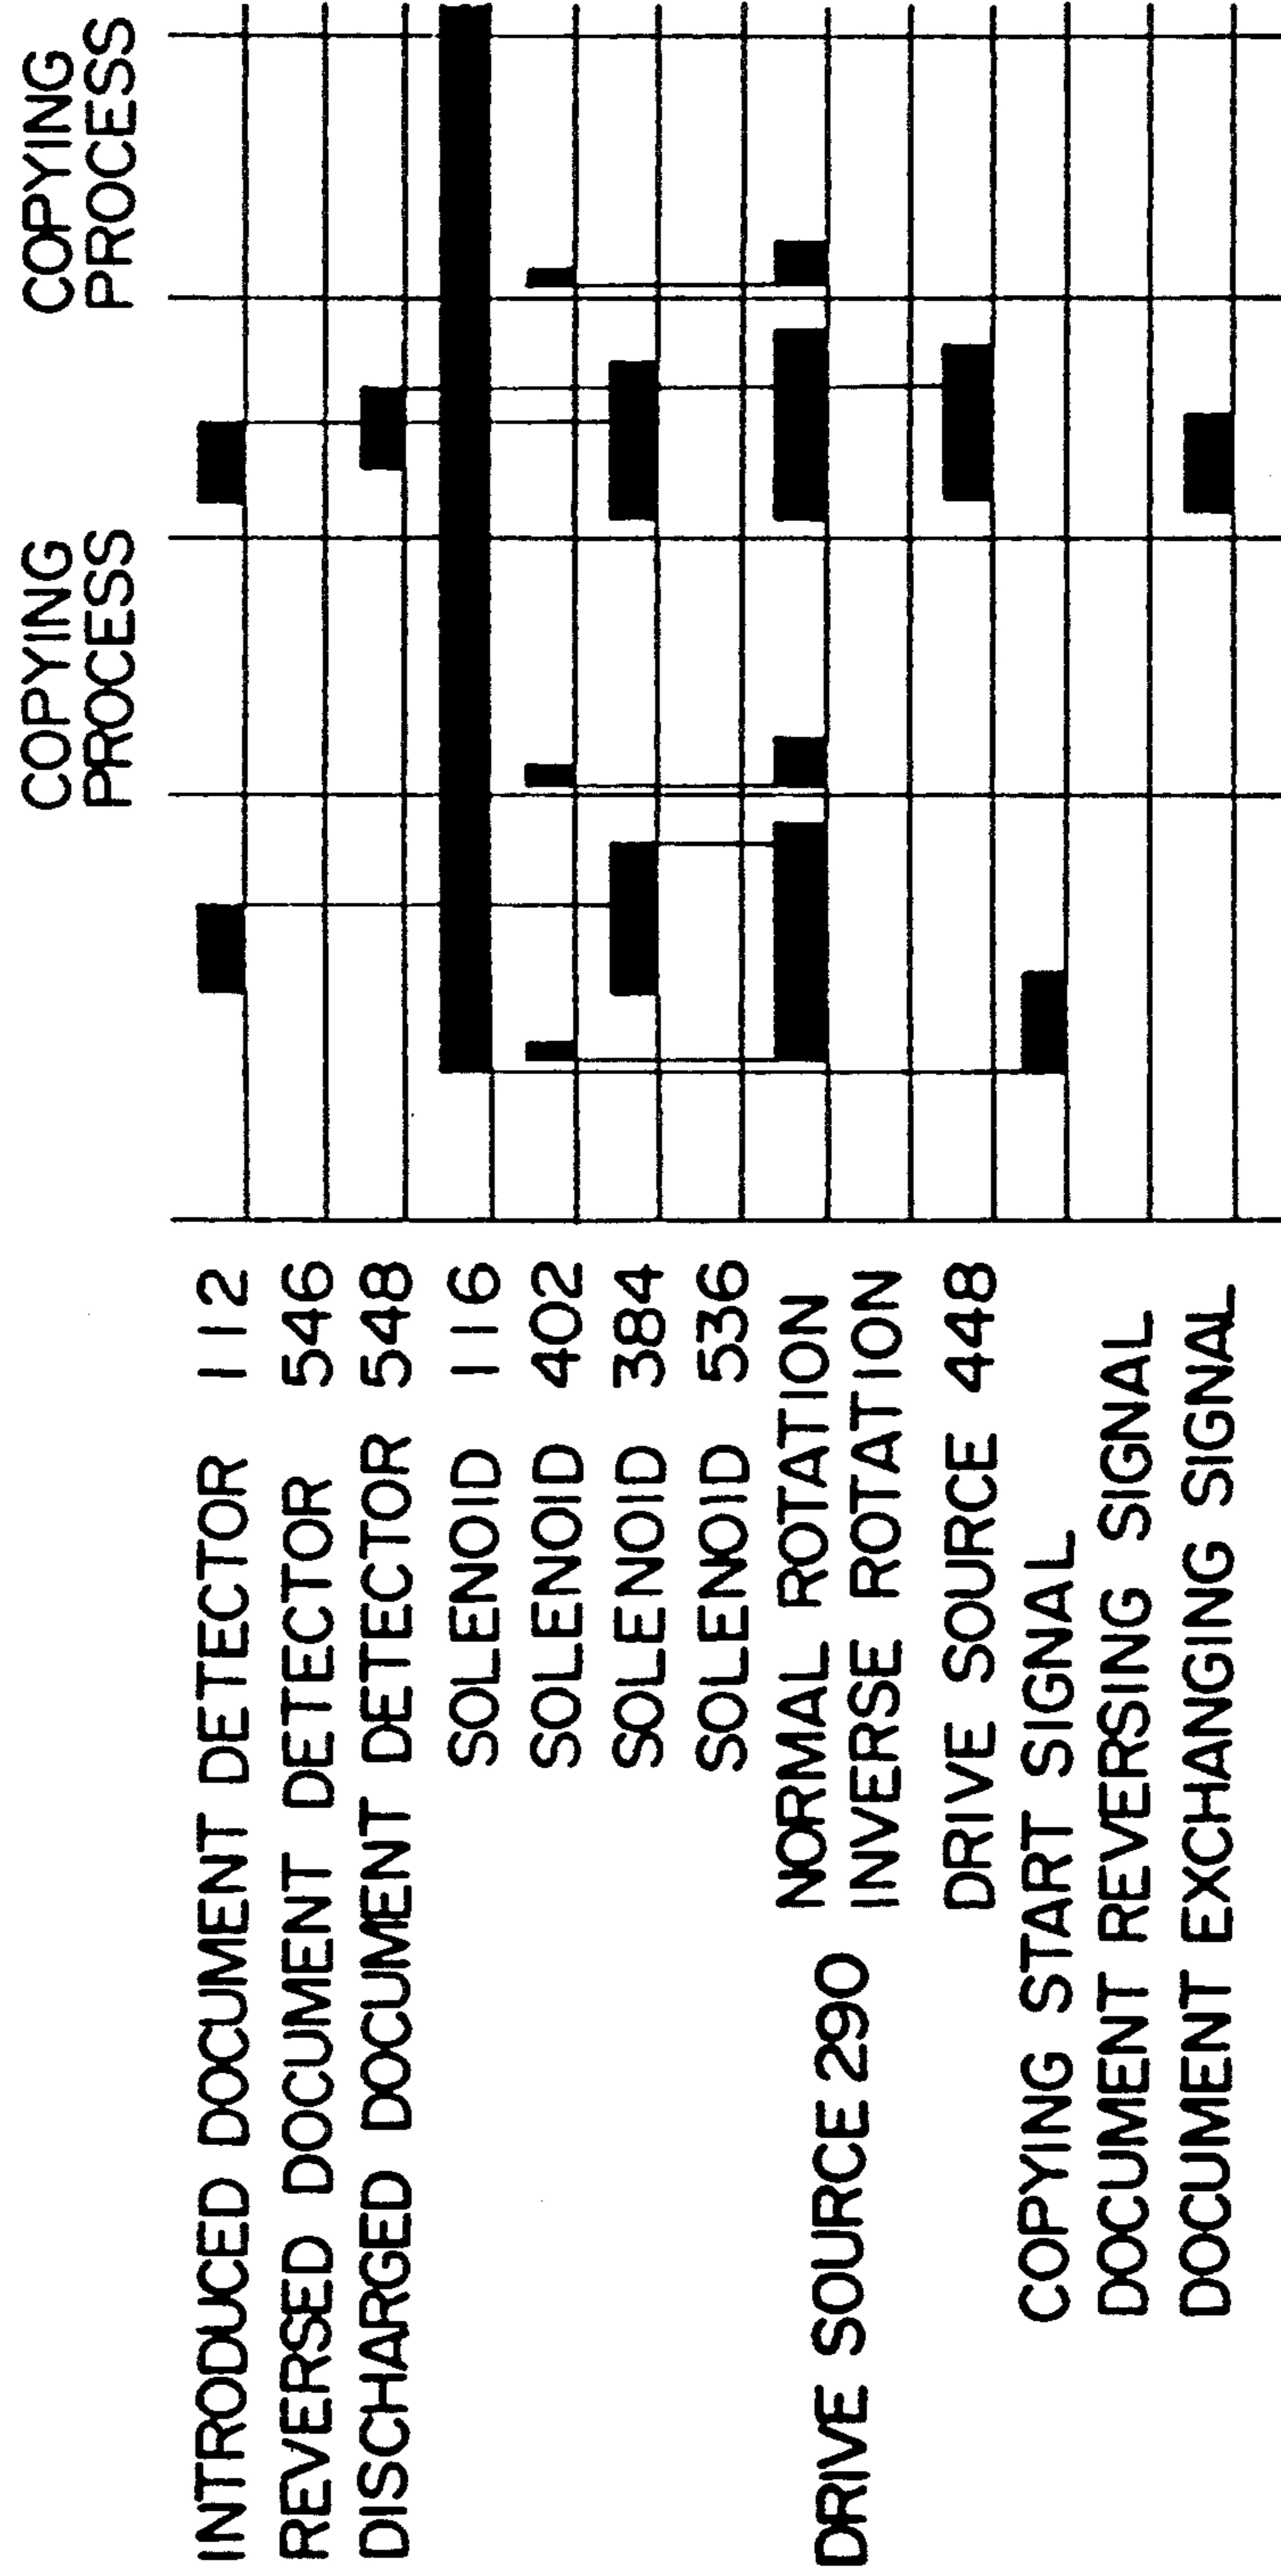 COPYING
PROCESS
COPYING
PROCESS
INTRODUCED DOCUMENT DETECTOR 112
REVERSED DOCUMENT DETECTOR 546
DISCHARGED DOCUMENT DETECTOR 548
SOLENOID 116
SOLENOID 402
SOLENOID 384
SOLENOID 536
DRIVE SOURCE 290
NORMAL ROTATION
INVERSE ROTATION
DRIVE SOURCE 448
COPYING START SIGNAL
DOCUMENT REVERSING SIGNAL
DOCUMENT EXCHANGING SIGNAL